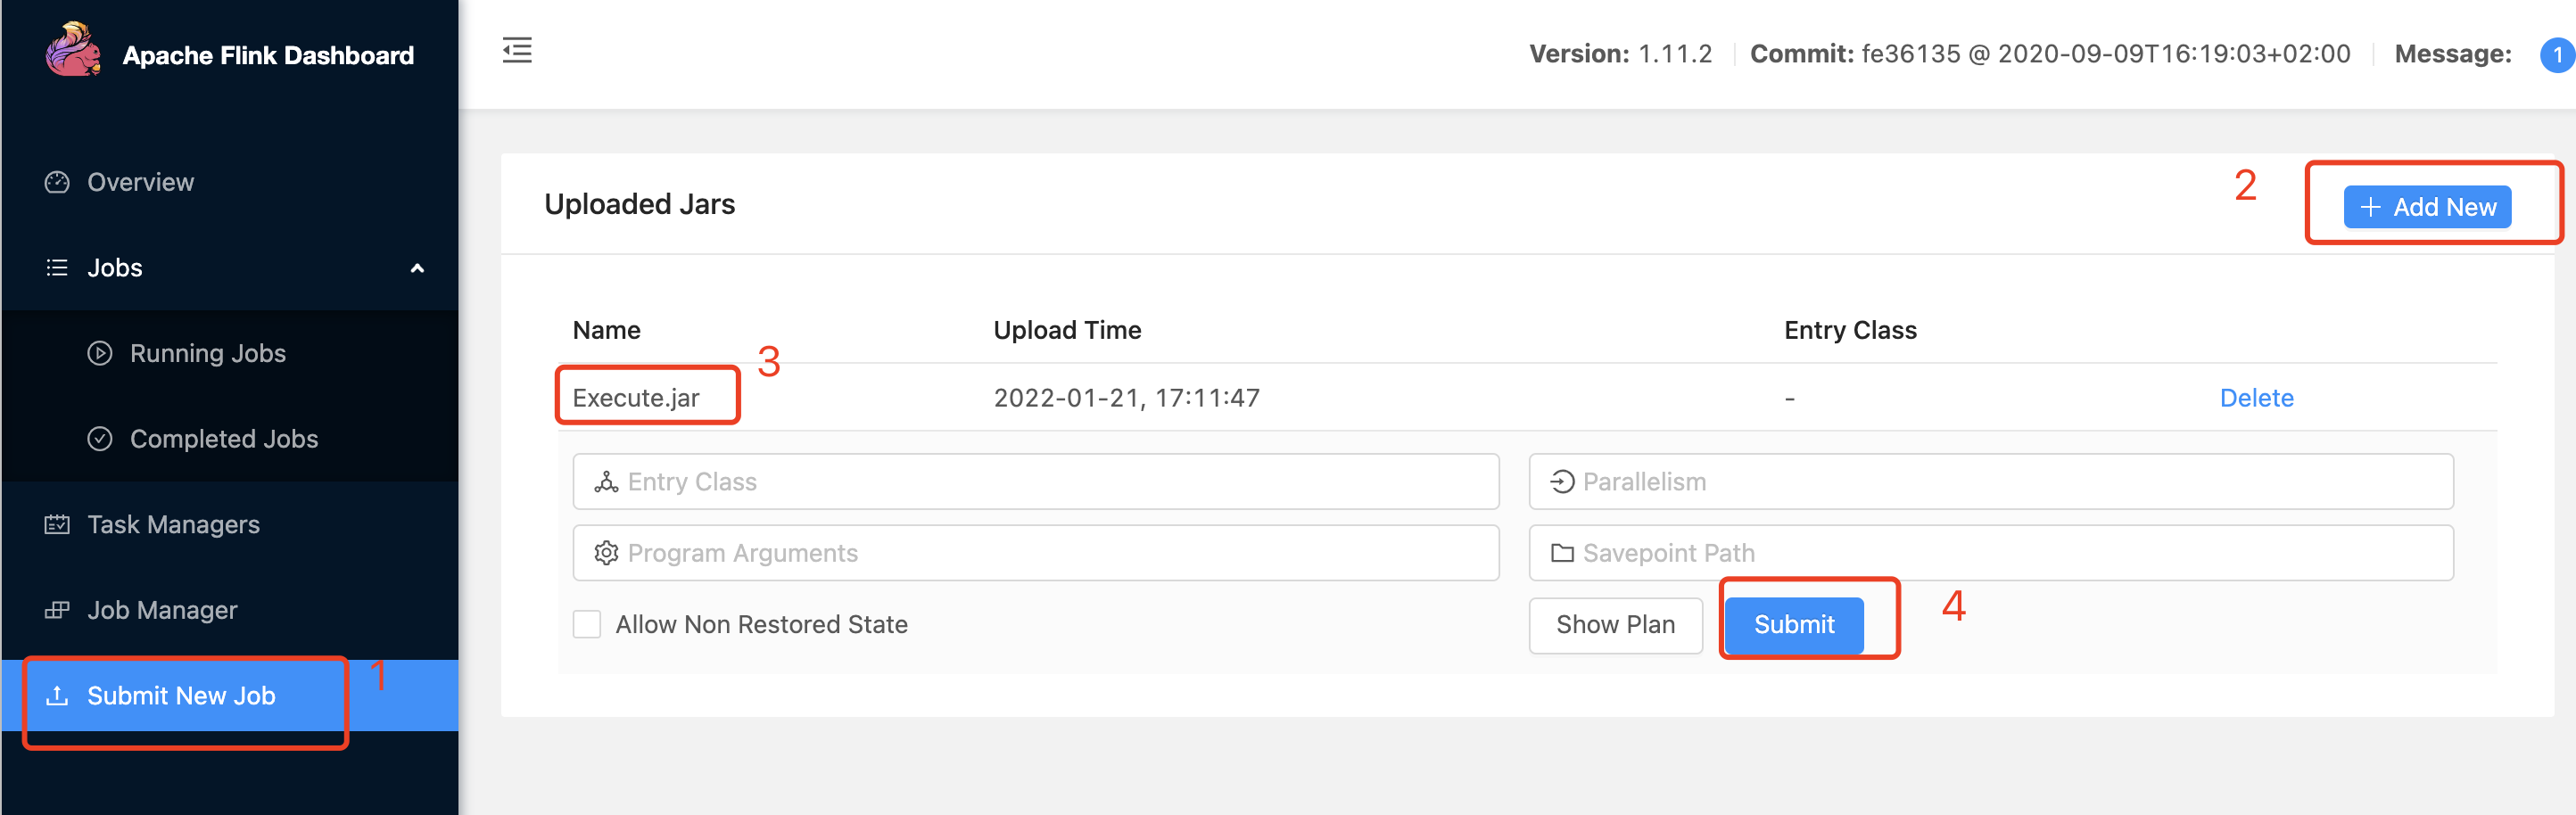 Apache Flink Dashboard
Version: 1.11.2 Commit: fe36135 @ 2020-09-09T16:19:03+02:00 Message: 1
Overview
Jobs
Running Jobs
Completed Jobs
Task Managers
Job Manager
Submit New Job
1
Uploaded Jars
2
+ Add New
Name Upload Time Entry Class
3
Execute.jar 2022-01-21, 17:11:47 - Delete
Entry Class Parallelism
Program Arguments Savepoint Path
Allow Non Restored State Show Plan Submit
4